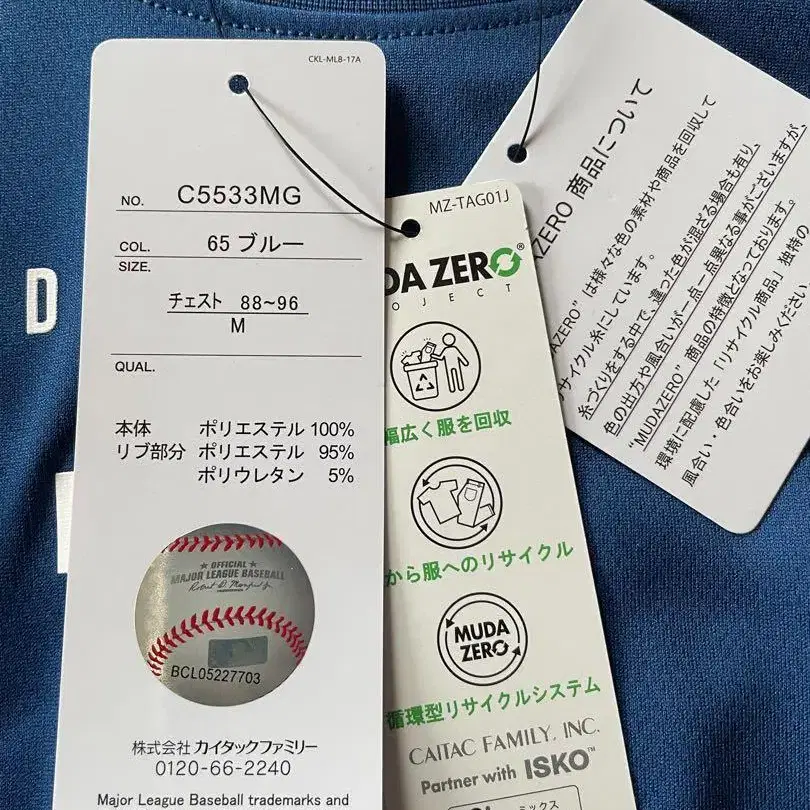 CKL-MLB-17A
NO. C5533MG
COL. 65 ブルー
SIZE.
チェスト 88~96
M
QUAL.
本体 ポリエステル 100%
リブ部分 ポリエステル 95%
ポリウレタン 5%
OFFICIAL
MAJOR LEAGUE BASEBALL
BCL05227703
株式会社 カイタックファミリー
0120-66-2240
Major League Baseball trademarks and
D
MZ-TAG01J
DA ZERO®
OJECT
幅広く服を回収
から服へのリサイクル
MUDA
ZERO
循環型リサイクルシステム
CAITAC FAMILY, INC.
Partner with ISKO™
ミックス
DAZERO 商品について
DAZERO" は様々な色の素材や商品を回収して
リサイクル糸にしています。
糸づくりをする中で、違った色が混ざる場合も有り、
色の出方や風合いが一点一点異なる事がございますが、
"MUDAZERO" 商品の特徴となっております。
環境に配慮した「リサイクル商品」独特の
風合い・色合いをお楽しみください